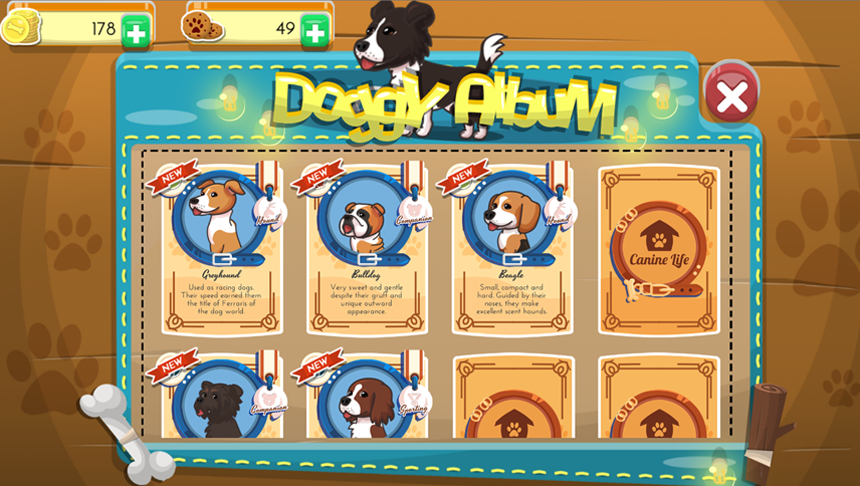 178
49
Doggy Album
NEW
NEW
NEW
Hound
Companion
Hound
Greyhound
Bulldog
Beagle
Canine Life
Used as racing dogs.
Their speed earned them
the title of Ferraris of
the dog world.
Very sweet and gentle
despite their gruff and
unique outward
appearance.
Small, compact and
hard. Guided by their
noses, they make
excellent scent hounds.
NEW
NEW
Companion
Sporting